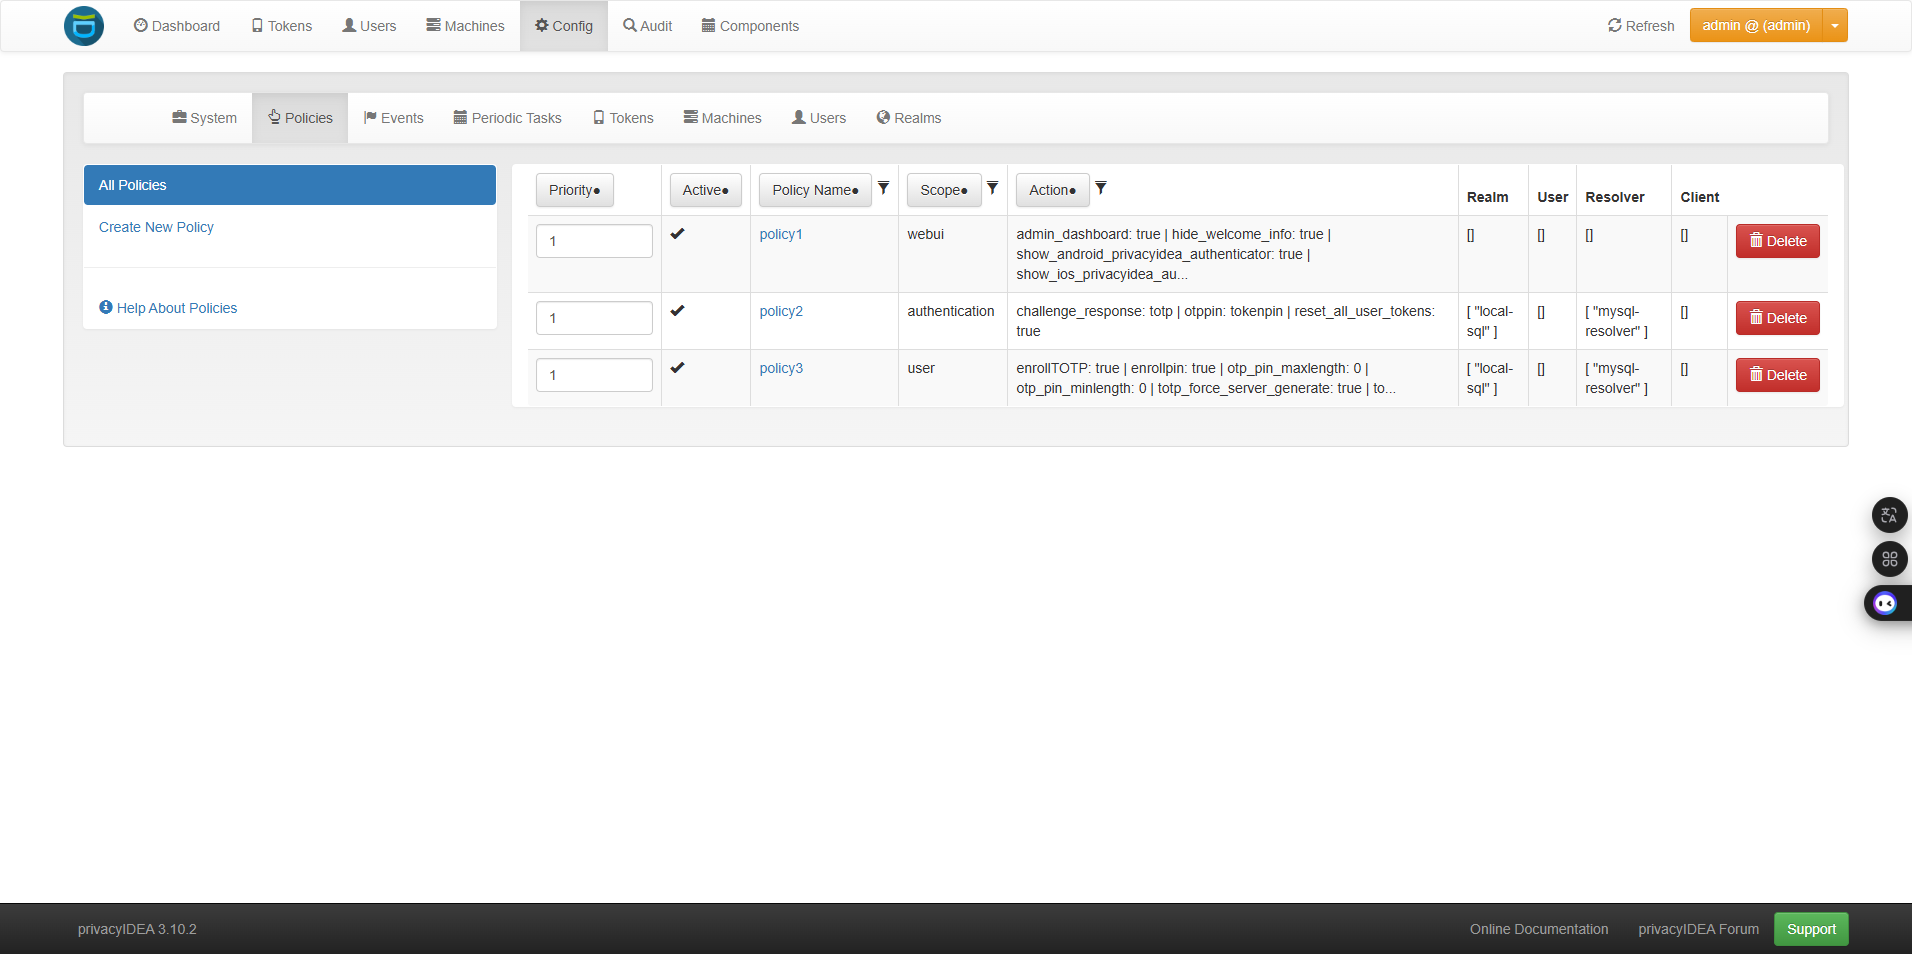 Dashboard Tokens Users Machines Config Audit Components Refresh admin @ (admin)
System Policies Events Periodic Tasks Tokens Machines Users Realms
All Policies
Create New Policy
Help About Policies
Priority● Active● Policy Name● Scope● Action● Realm User Resolver Client
1 policy1 webui admin_dashboard: true | hide_welcome_info: true | [] [] [] [] Delete
show_android_privacyidea_authenticator: true |
show_ios_privacyidea_au...
1 policy2 authentication challenge_response: totp | otppin: tokenpin | reset_all_user_tokens: [ "local- [] [ "mysql- [] Delete
true sql" ] resolver" ]
1 policy3 user enrollTOTP: true | enrollpin: true | otp_pin_maxlength: 0 | [ "local- [] [ "mysql- [] Delete
otp_pin_minlength: 0 | totp_force_server_generate: true | to... sql" ] resolver" ]
privacyIDEA 3.10.2 Online Documentation privacyIDEA Forum Support